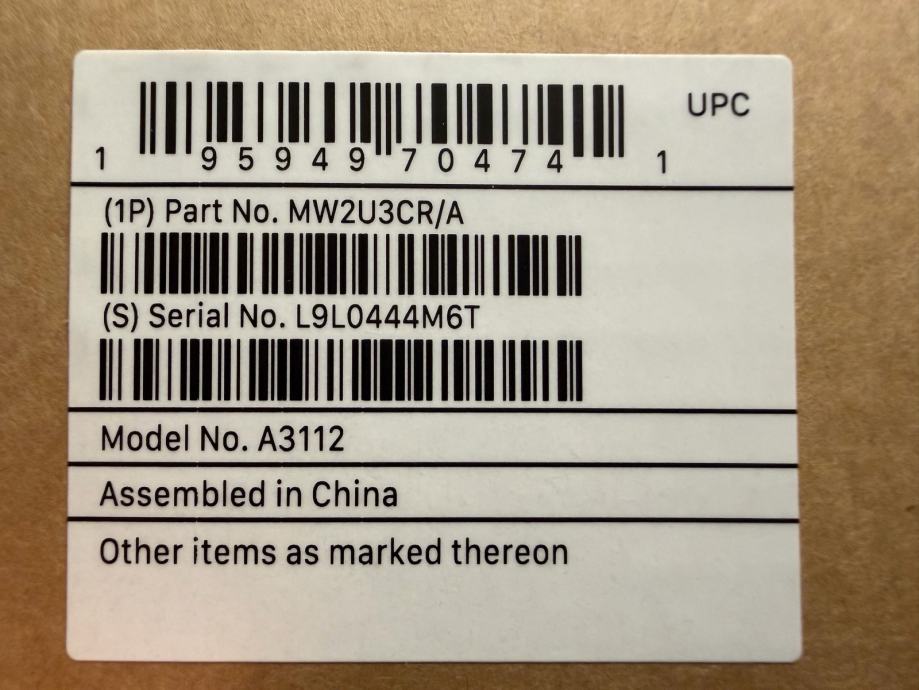 UPC
1 95949 70474 1
(1P) Part No. MW2U3CR/A
(S) Serial No. L9L0444M6T
Model No. A3112
Assembled in China
Other items as marked thereon